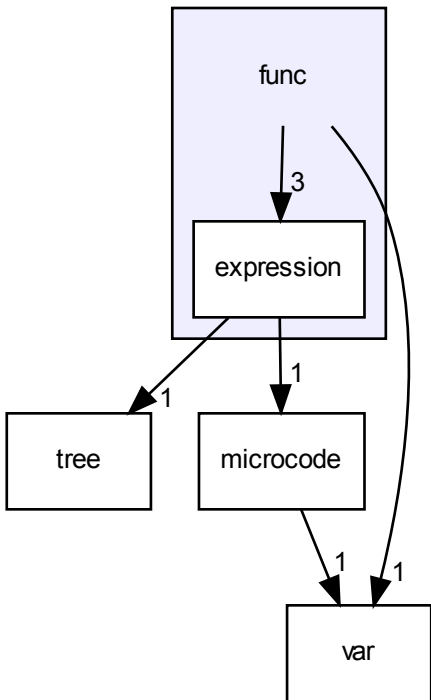 func
3
expression
1
1
tree
microcode
1
1
var